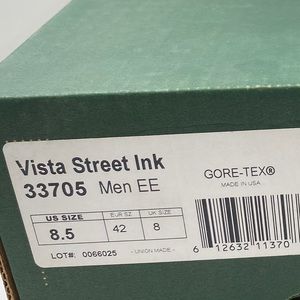 Vista Street Ink
33705 Men EE
GORE-TEX®
MADE IN USA
US SIZE EUR SZ UK SIZE
8.5 42 8
LOT#: 0066025 - UNION MADE -
6 12632 11370